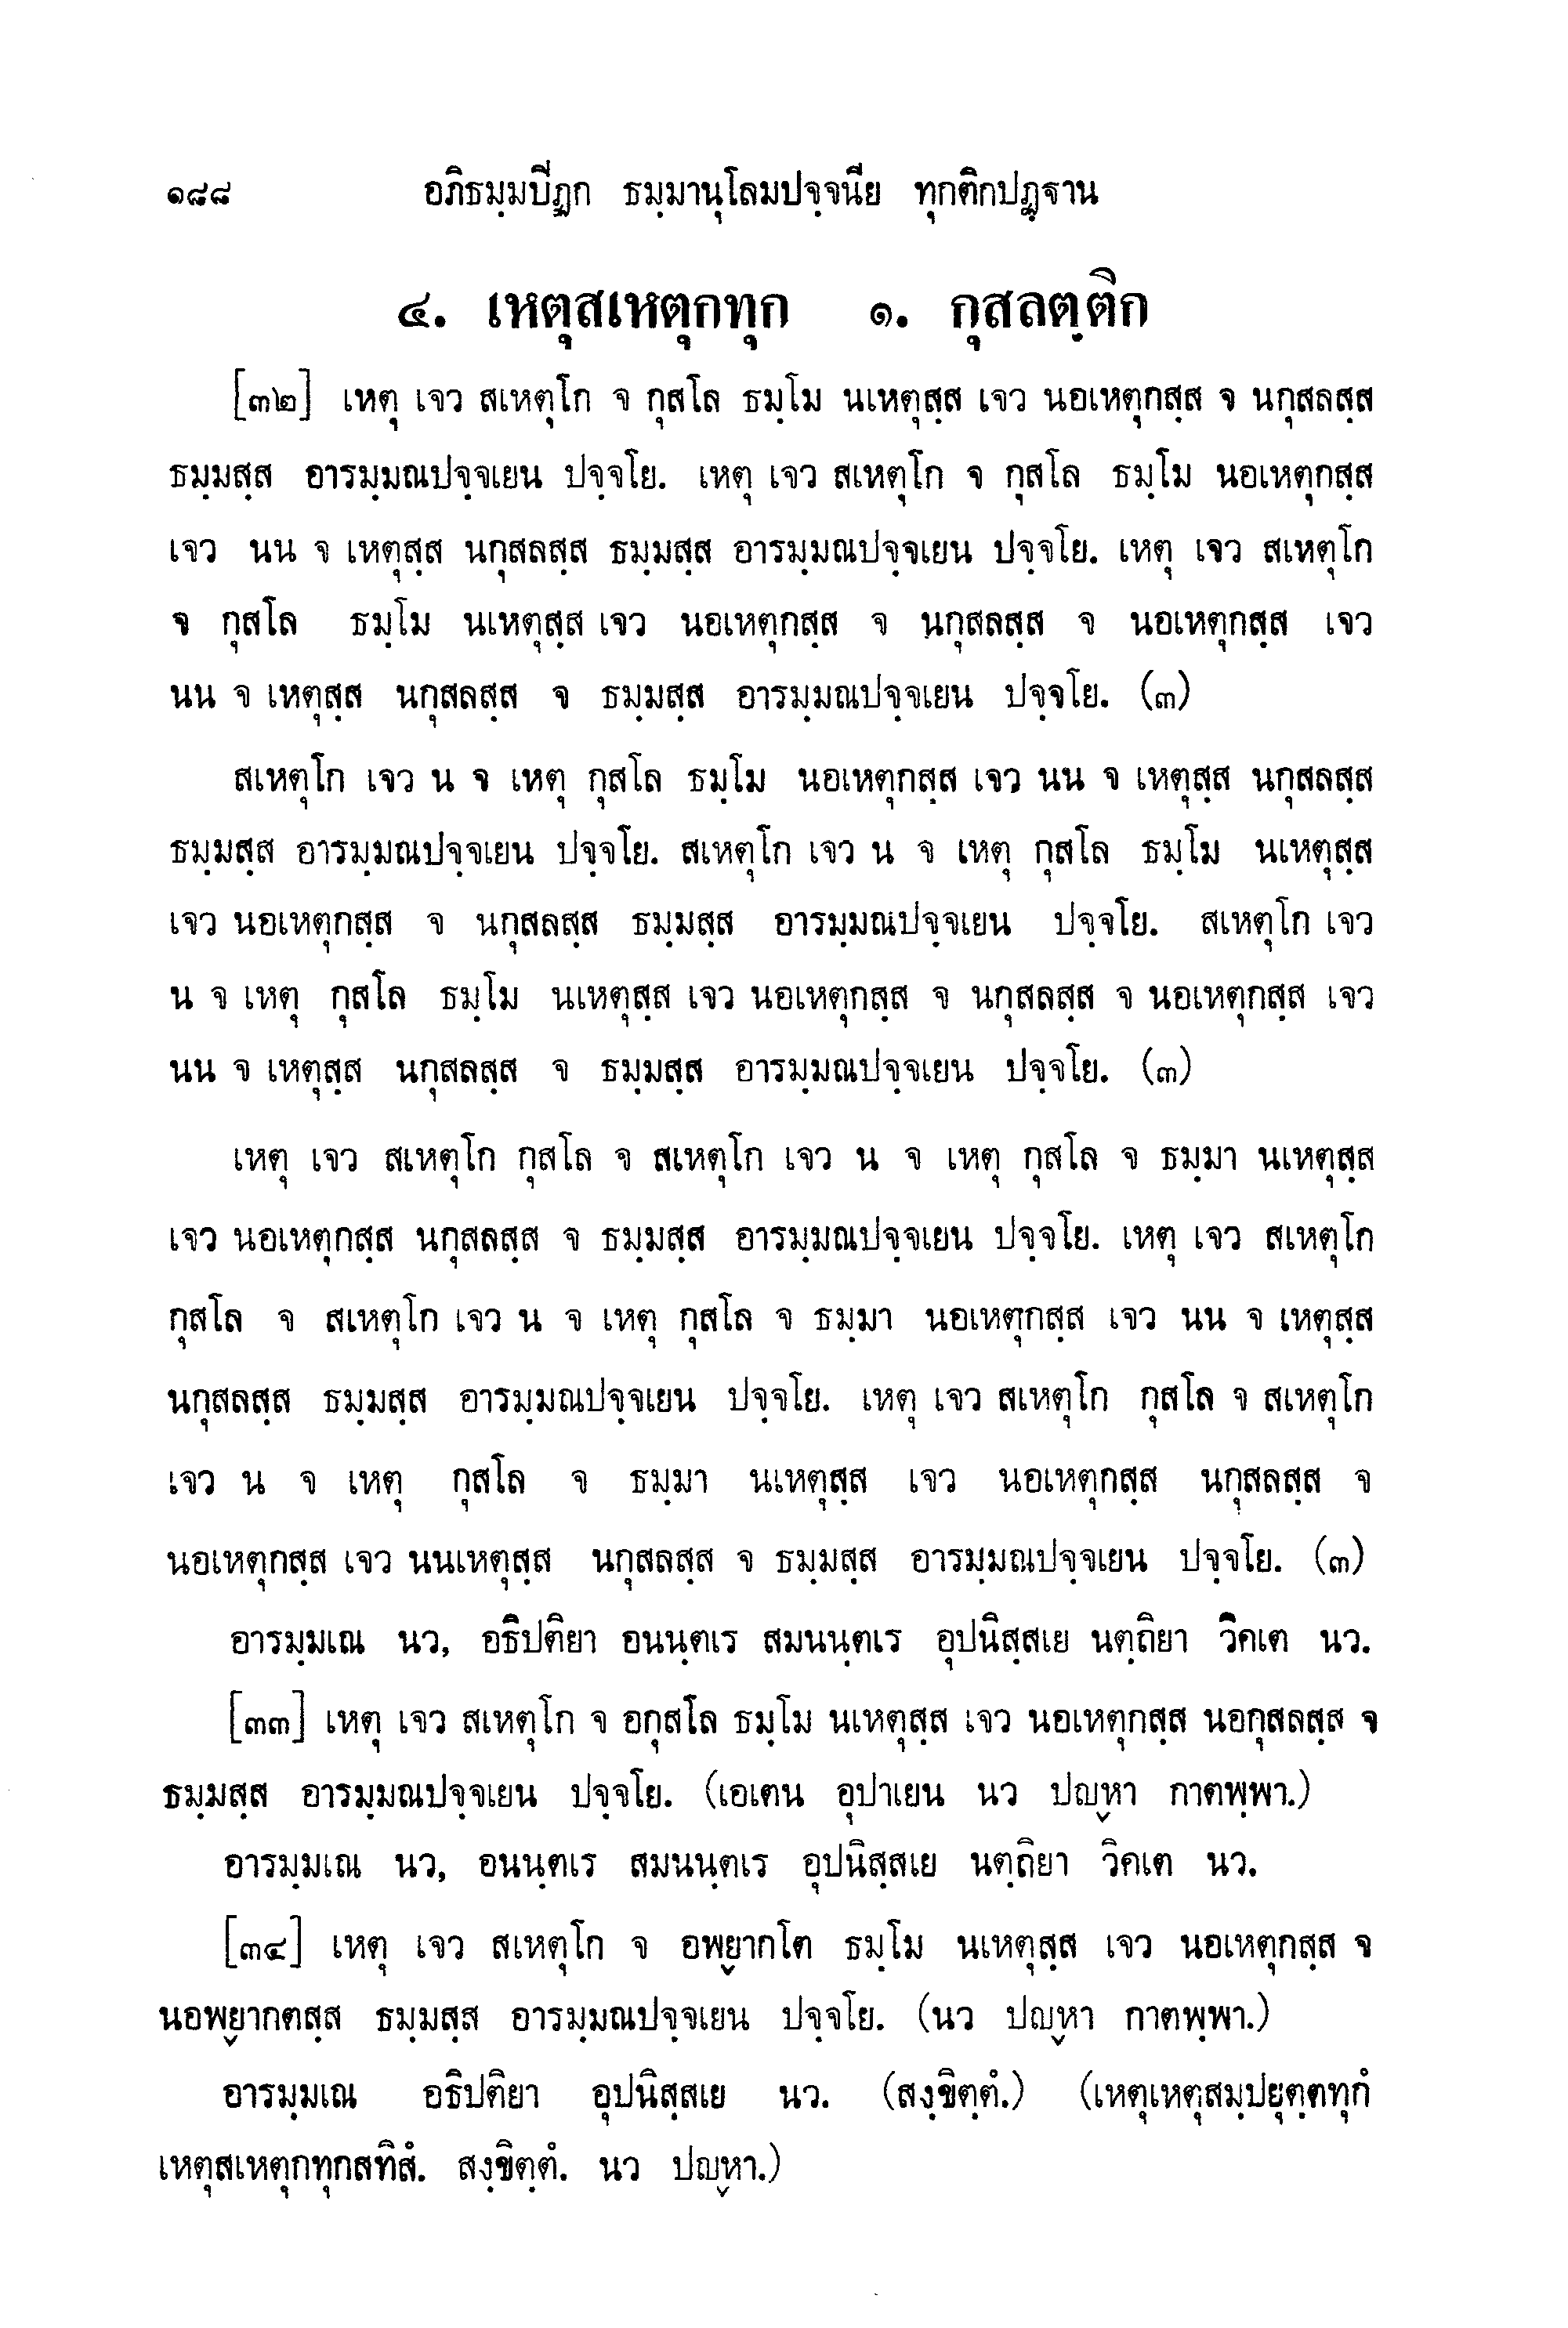 ๑๘๘ อภิธมฺมปีฏก ธมฺมานุโลมปจฺจนีย ทุกติกปฏฺฐาน
๔. เหตุสเหตุกทุก ๑. กุสลตฺติก
[๓๒] เหตุ เจว สเหตุโก จ กุสโล ธมฺโม นเหตุสฺส เจว นอเหตุกสฺส จ นกุสลสฺส
ธมฺมสฺส อารมฺมณปจฺจเยน ปจฺจโย. เหตุ เจว สเหตุโก จ กุสโล ธมฺโม นอเหตุกสฺส
เจว นน จ เหตุสฺส นกุสลสฺส ธมฺมสฺส อารมฺมณปจฺจเยน ปจฺจโย. เหตุ เจว สเหตุโก
จ กุสโล ธมฺโม นเหตุสฺส เจว นอเหตุกสฺส จ นกุสลสฺส จ นอเหตุกสฺส เจว
นน จ เหตุสฺส นกุสลสฺส จ ธมฺมสฺส อารมฺมณปจฺจเยน ปจฺจโย. (๓)
สเหตุโก เจว น จ เหตุ กุสโล ธมฺโม นอเหตุกสฺส เจว นน จ เหตุสฺส นกุสลสฺส
ธมฺมสฺส อารมฺมณปจฺจเยน ปจฺจโย. สเหตุโก เจว น จ เหตุ กุสโล ธมฺโม นเหตุสฺส
เจว นอเหตุกสฺส จ นกุสลสฺส ธมฺมสฺส อารมฺมณปจฺจเยน ปจฺจโย. สเหตุโก เจว
น จ เหตุ กุสโล ธมฺโม นเหตุสฺส เจว นอเหตุกสฺส จ นกุสลสฺส จ นอเหตุกสฺส เจว
นน จ เหตุสฺส นกุสลสฺส จ ธมฺมสฺส อารมฺมณปจฺจเยน ปจฺจโย. (๓)
เหตุ เจว สเหตุโก กุสโล จ สเหตุโก เจว น จ เหตุ กุสโล จ ธมฺมา นเหตุสฺส
เจว นอเหตุกสฺส นกุสลสฺส จ ธมฺมสฺส อารมฺมณปจฺจเยน ปจฺจโย. เหตุ เจว สเหตุโก
กุสโล จ สเหตุโก เจว น จ เหตุ กุสโล จ ธมฺมา นอเหตุกสฺส เจว นน จ เหตุสฺส
นกุสลสฺส ธมฺมสฺส อารมฺมณปจฺจเยน ปจฺจโย. เหตุ เจว สเหตุโก กุสโล จ สเหตุโก
เจว น จ เหตุ กุสโล จ ธมฺมา นเหตุสฺส เจว นอเหตุกสฺส นกุสลสฺส จ
นอเหตุกสฺส เจว นนเหตุสฺส นกุสลสฺส จ ธมฺมสฺส อารมฺมณปจฺจเยน ปจฺจโย. (๓)
อารมฺมเณ นว, อธิปติยา อนนฺตเร สมนนฺตเร อุปนิสฺสเย นตฺถิยา วิคเต นว.
[๓๓] เหตุ เจว สเหตุโก จ อกุสโล ธมฺโม นเหตุสฺส เจว นอเหตุกสฺส นอกุสลสฺส จ
ธมฺมสฺส อารมฺมณปจฺจเยน ปจฺจโย. (เอเตน อุปาเยน นว ปญฺหา กาตพฺพา.)
อารมฺมเณ นว, อนนฺตเร สมนนฺตเร อุปนิสฺสเย นตฺถิยา วิคเต นว.
[๓๔] เหตุ เจว สเหตุโก จ อพฺยากโต ธมฺโม นเหตุสฺส เจว นอเหตุกสฺส จ
นอพฺยากตสฺส ธมฺมสฺส อารมฺมณปจฺจเยน ปจฺจโย. (นว ปญฺหา กาตพฺพา.)
อารมฺมเณ อธิปติยา อุปนิสฺสเย นว. (สงฺขิตฺตํ.) (เหตุเหตุสมฺปยุตฺตทุกํ
เหตุสเหตุกทุกสทิสํ. สงฺขิตฺตํ. นว ปญฺหา.)